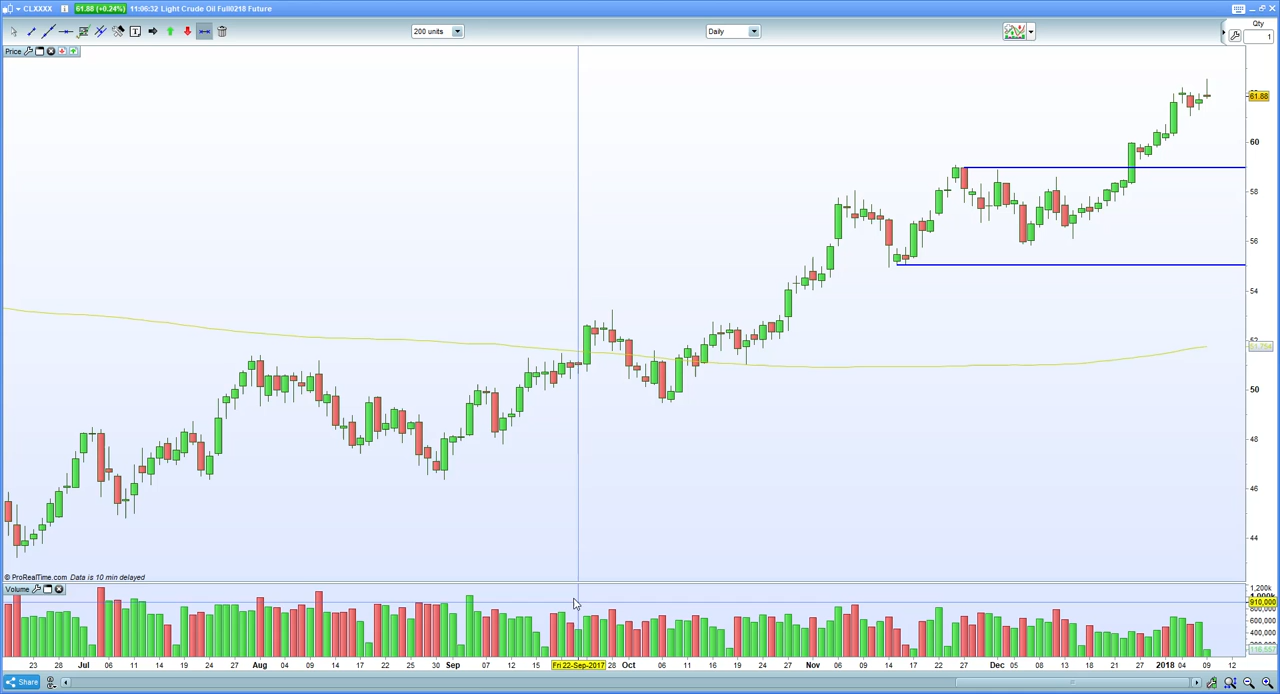 CLXXXX 61.88 (+0.24%) 11:06:32 Light Crude Oil Full0218 Future
200 units Daily Qty
1
Price
61.88
60
58
56
54
52
50
48
46
44
© ProRealTime.com Data is 10 min delayed
Volume
1,200k
910,000
800,000
600,000
400,000
23 28 Jul 06 11 14 19 24 27 Aug 04 09 14 17 22 25 30 Sep 07 12 15 Fri 22-Sep-2017 28 Oct 06 11 16 19 24 27 Nov 06 09 14 17 22 27 Dec 05 08 13 18 21 27 2018 04 09 12
Share